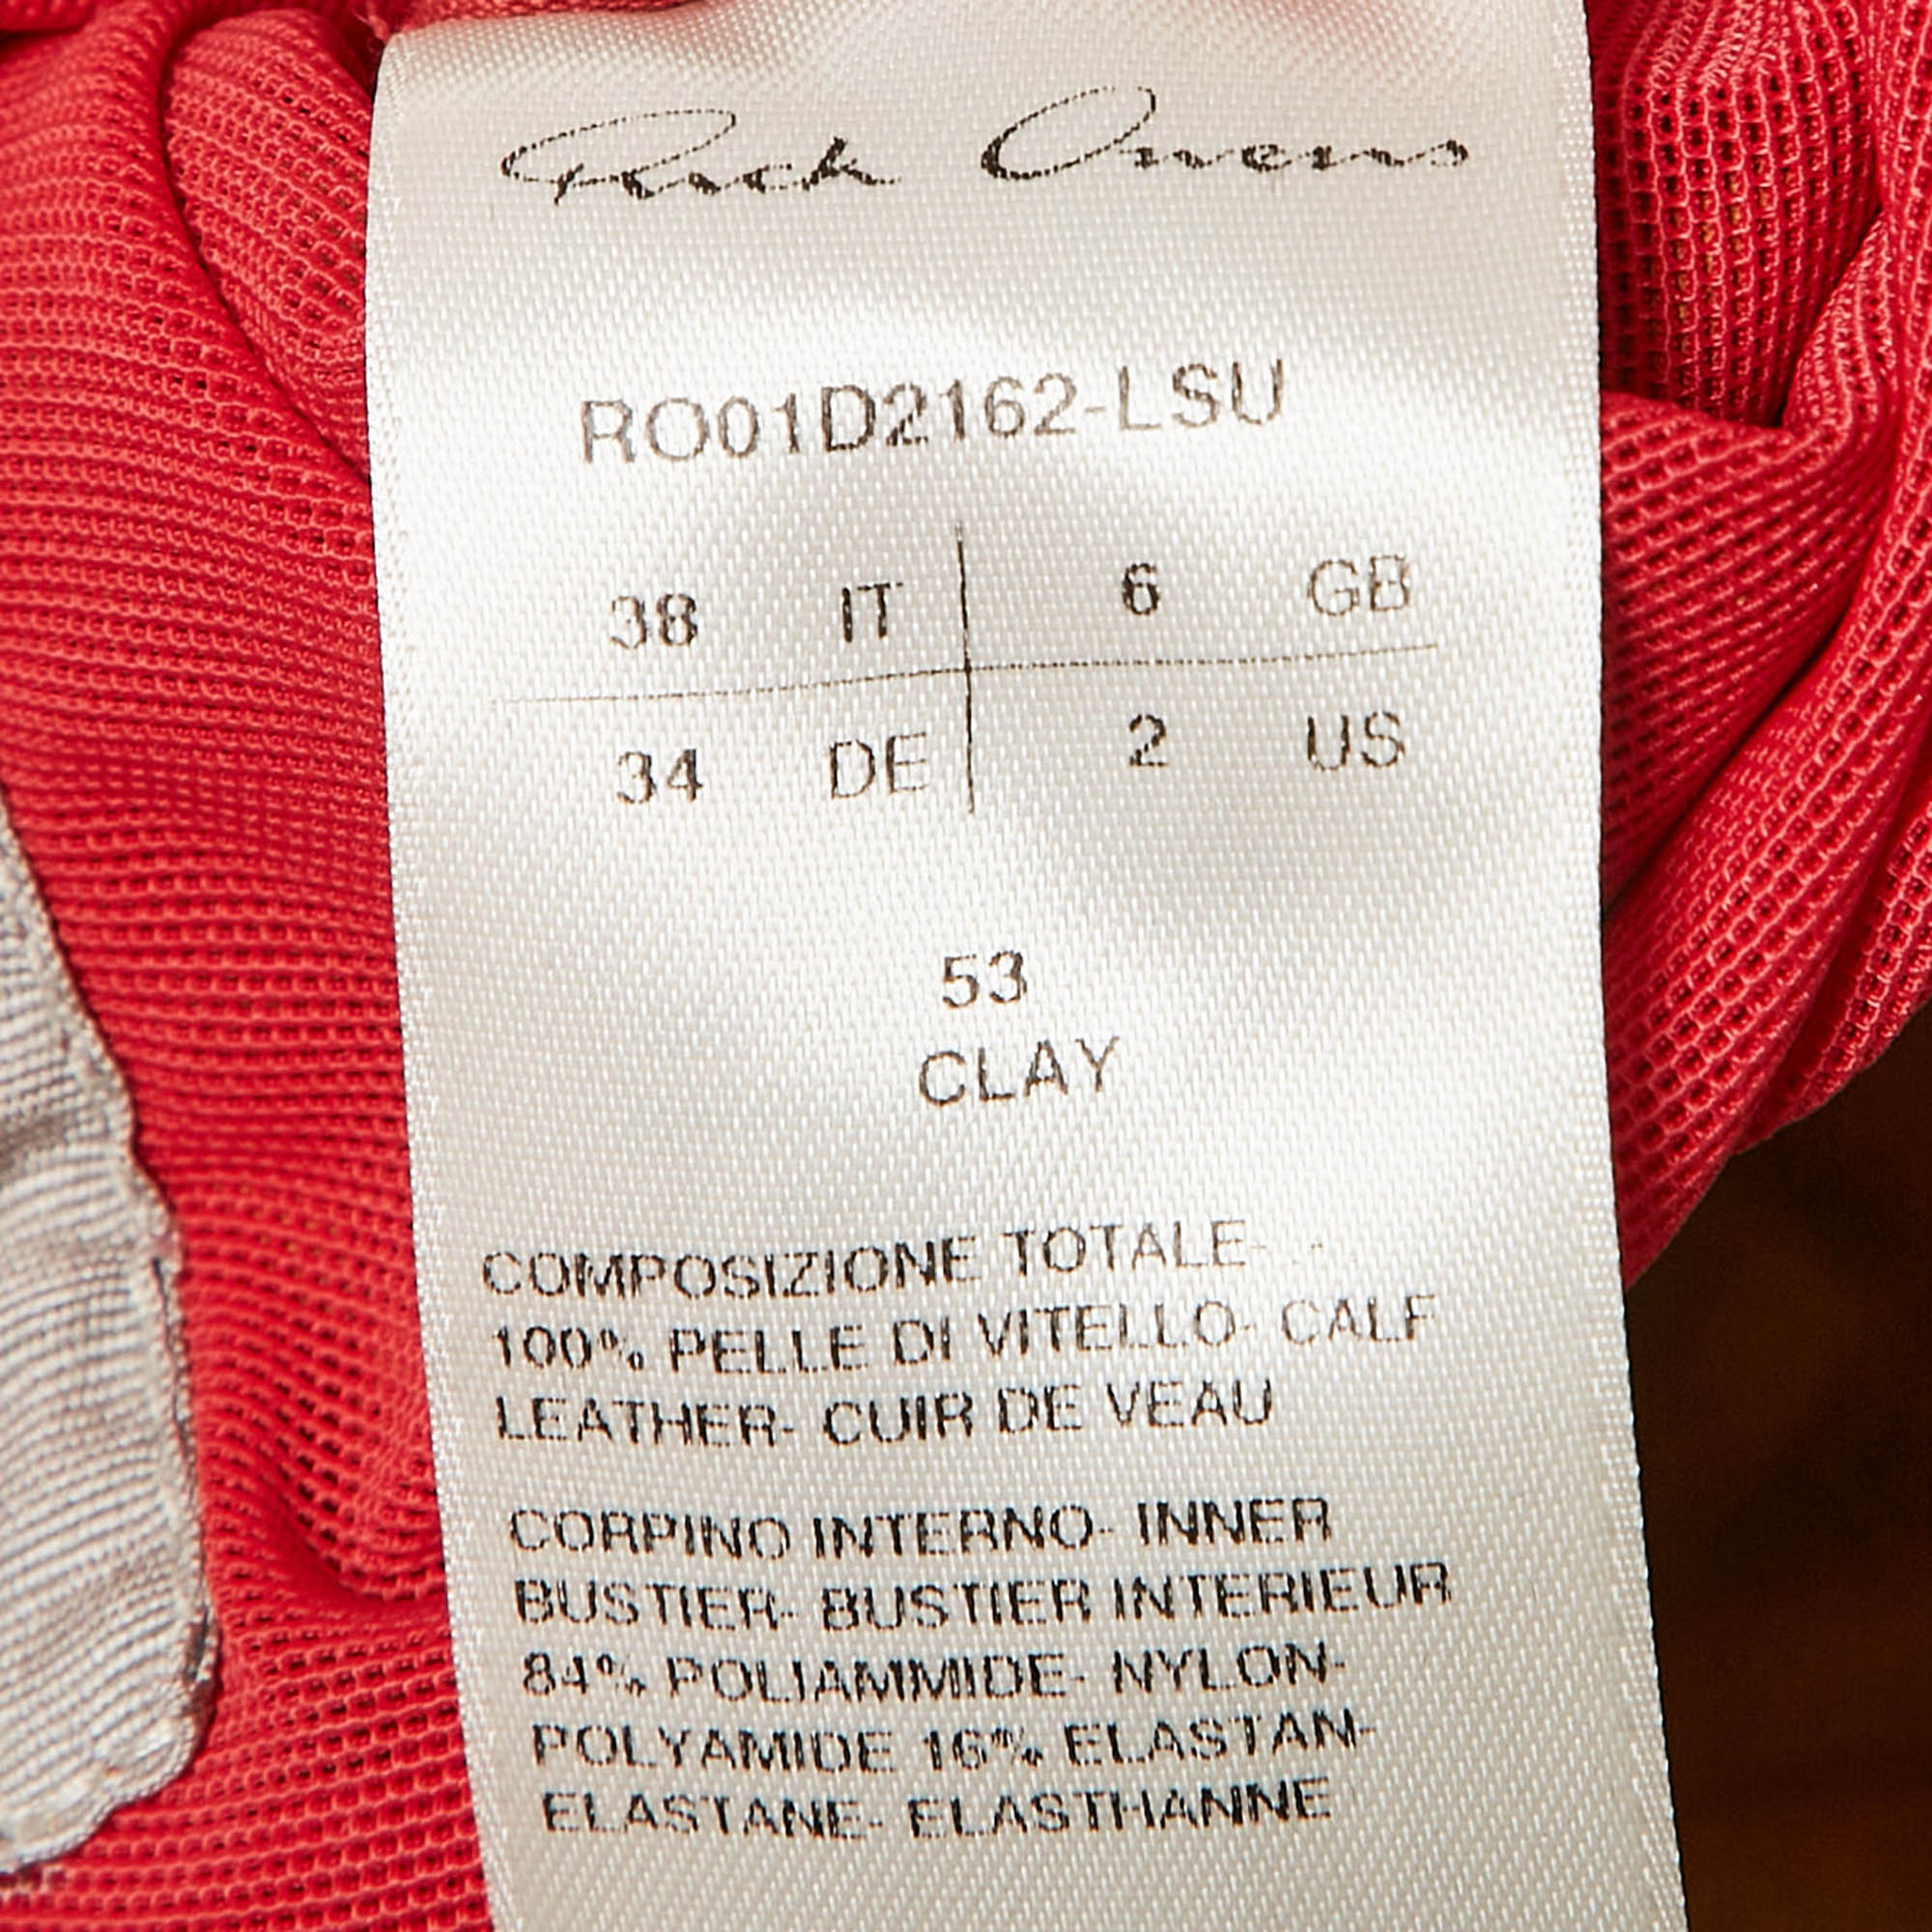 Rick Owens
RO01D2162-LSU
38 IT 6 GB
34 DE 2 US
53
CLAY
COMPOSIZIONE TOTALE- -
100% PELLE DI VITELLO- CALF
LEATHER- CUIR DE VEAU
CORPINO INTERNO- INNER
BUSTIER- BUSTIER INTERIEUR
84% POLIAMMIDE- NYLON-
POLYAMIDE 16% ELASTAN-
ELASTANE- ELASTHANNE